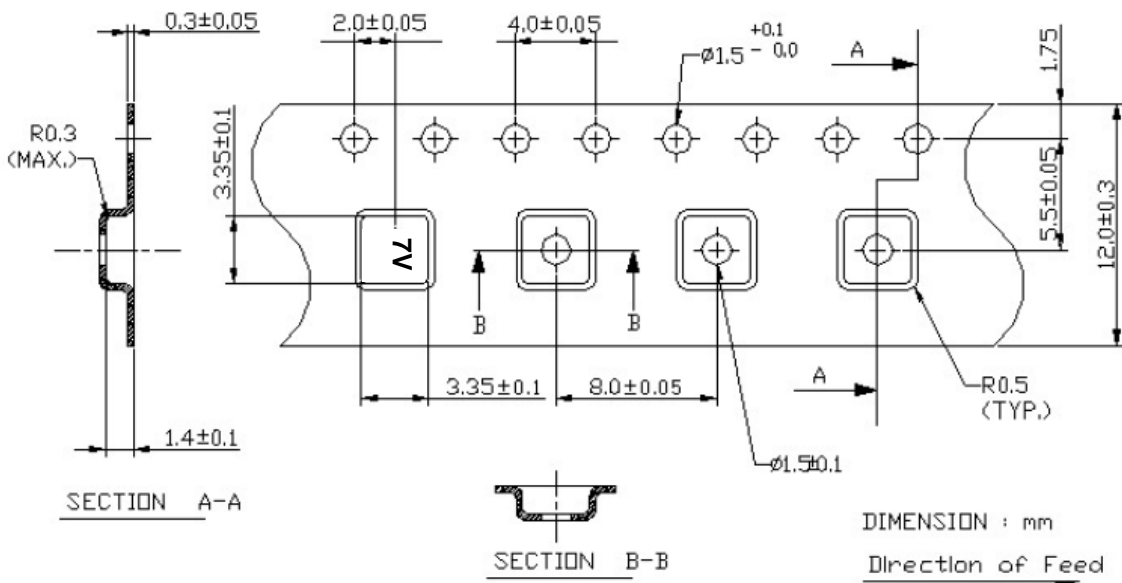 0.3±0.05
2.0±0.05
4.0±0.05
Ø1.5 +0.1 - 0.0
A
1.75
R0.3
(MAX.)
3.35±0.1
5.5±0.05
12.0±0.3
7V
B
B
3.35±0.1
8.0±0.05
A
R0.5
(TYP.)
1.4±0.1
Ø1.5±0.1
SECTION A-A
SECTION B-B
DIMENSION : mm
Direction of Feed